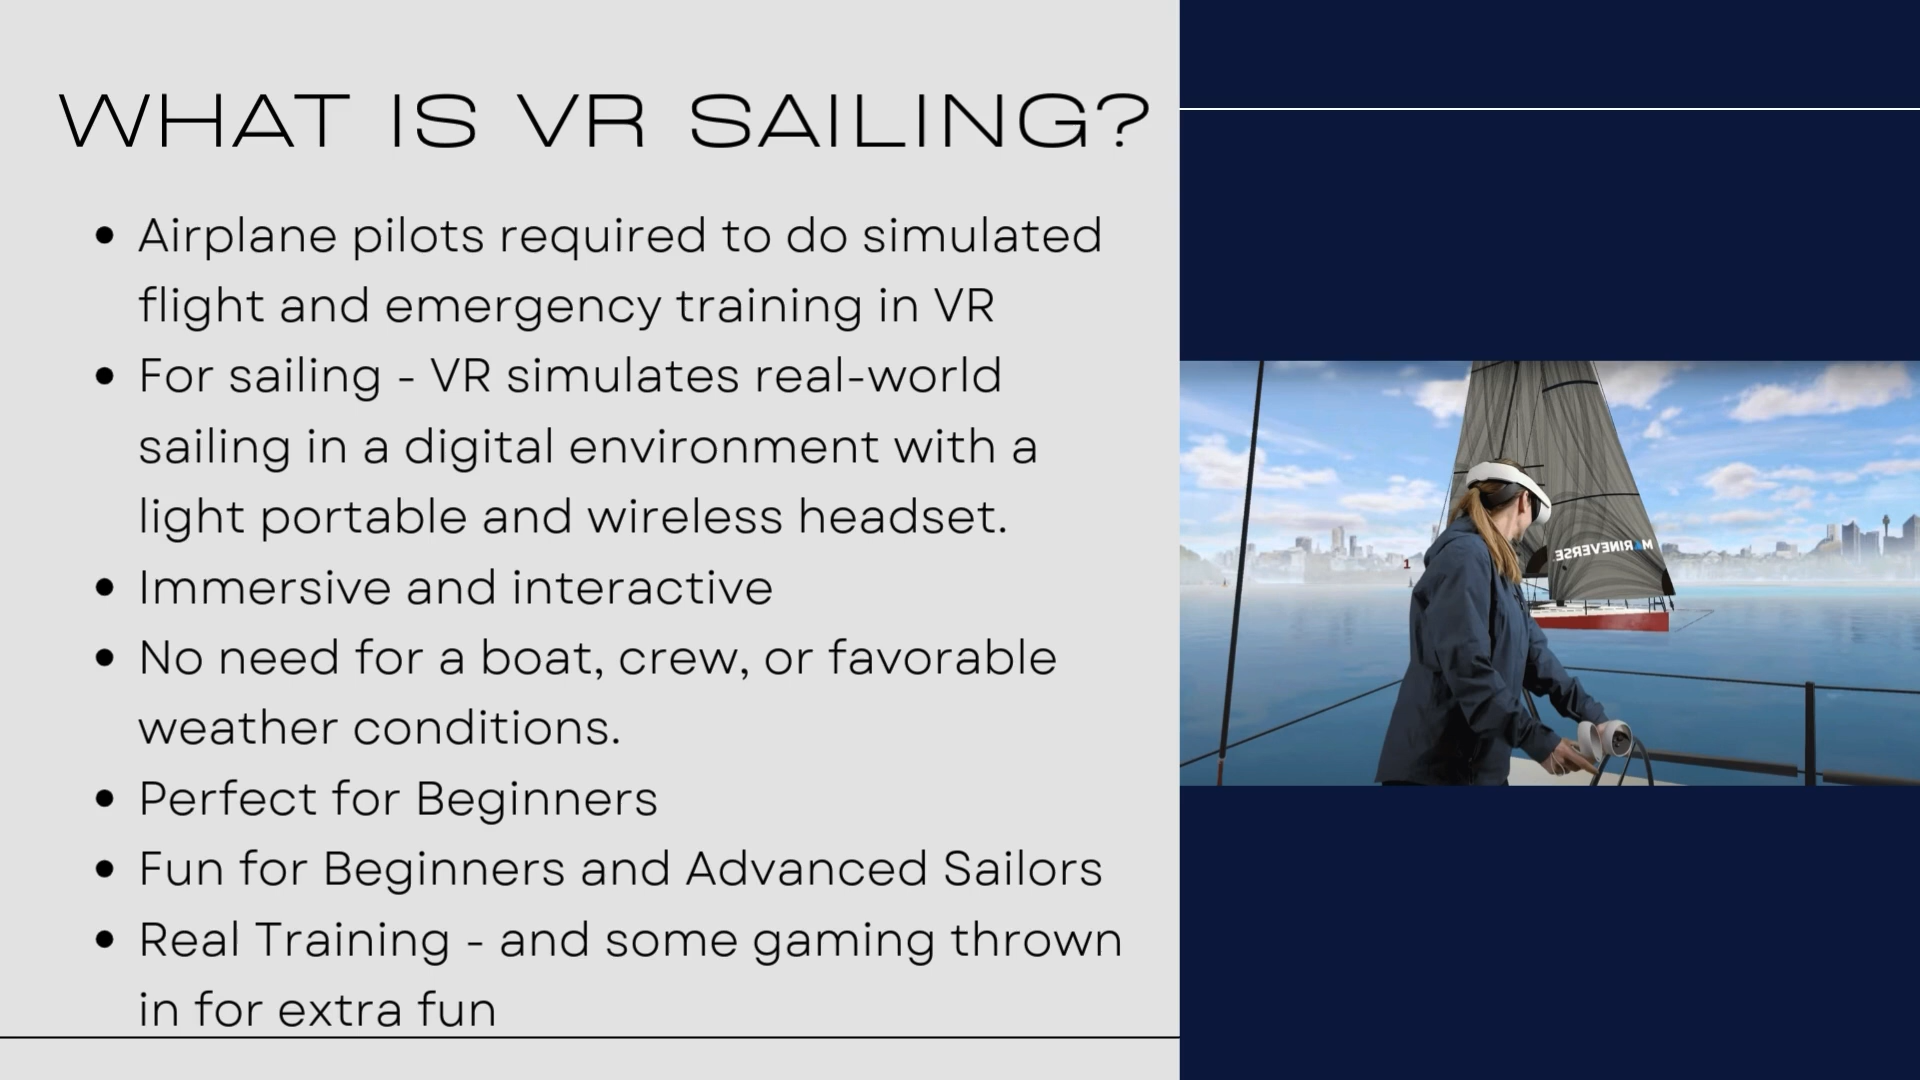 WHAT IS VR SAILING?
• Airplane pilots required to do simulated
flight and emergency training in VR
• For sailing - VR simulates real-world
sailing in a digital environment with a
light portable and wireless headset.
• Immersive and interactive
• No need for a boat, crew, or favorable
weather conditions.
• Perfect for Beginners
• Fun for Beginners and Advanced Sailors
• Real Training - and some gaming thrown
in for extra fun
MARINEVERSE
1